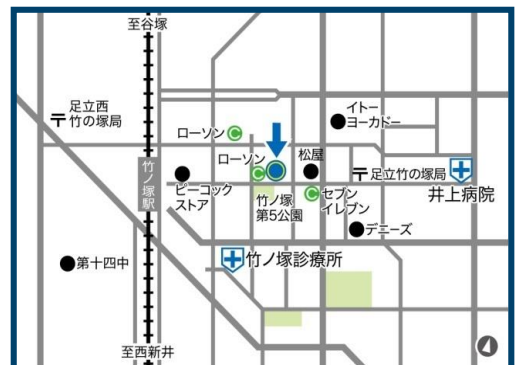 至谷塚
足立西
竹の塚局
ローソン
イトー
ヨーカドー
ローソン
松屋
足立竹の塚局
竹ノ塚駅
ピーコック
ストア
竹ノ塚
第5公園
セブン
イレブン
井上病院
デニーズ
竹ノ塚診療所
第十四中
至西新井